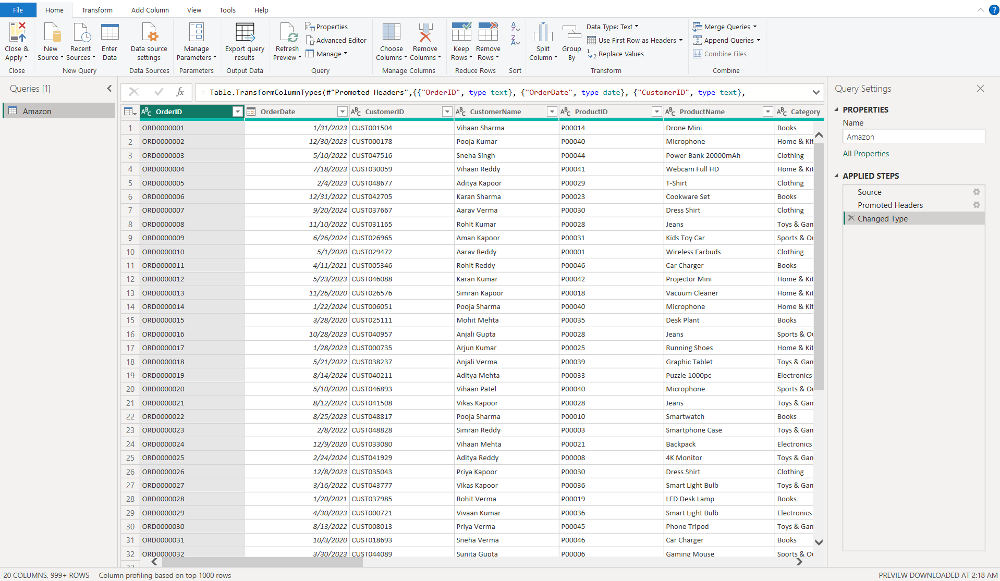 File Home Transform Add Column View Tools Help
Close & Apply
Close
New Source
Recent Sources
Enter Data
New Query
Data source settings
Data Sources
Manage Parameters
Parameters
Export query results
Output Data
Refresh Preview
Properties
Advanced Editor
Manage
Query
Choose Columns
Remove Columns
Manage Columns
Keep Rows
Remove Rows
Reduce Rows
Sort
Split Column
Group By
Data Type: Text
Use First Row as Headers
Replace Values
Transform
Merge Queries
Append Queries
Combine Files
Combine
Queries [1]
Amazon
fx = Table.TransformColumnTypes(#"Promoted Headers",{{"OrderID", type text}, {"OrderDate", type date}, {"CustomerID", type text},
OrderID OrderDate CustomerID CustomerName ProductID ProductName Category
1 ORD0000001 1/31/2023 CUST001504 Vihaan Sharma P00014 Drone Mini Books
2 ORD0000002 12/30/2023 CUST000178 Pooja Kumar P00040 Microphone Home & Kit
3 ORD0000003 5/10/2022 CUST047516 Sneha Singh P00044 Power Bank 20000mAh Clothing
4 ORD0000004 7/18/2023 CUST030059 Vihaan Reddy P00041 Webcam Full HD Home & Kit
5 ORD0000005 2/4/2023 CUST048677 Aditya Kapoor P00029 T-Shirt Clothing
6 ORD0000006 12/31/2022 CUST042705 Karan Sharma P00023 Cookware Set Books
7 ORD0000007 9/20/2024 CUST037667 Aarav Verma P00030 Dress Shirt Clothing
8 ORD0000008 11/10/2022 CUST031165 Rohit Kumar P00028 Jeans Toys & Gam
9 ORD0000009 6/26/2024 CUST026965 Aman Kapoor P00031 Kids Toy Car Sports & Ou
10 ORD0000010 5/1/2020 CUST029472 Aarav Reddy P00001 Wireless Earbuds Clothing
11 ORD0000011 4/11/2021 CUST005346 Rohit Reddy P00046 Car Charger Books
12 ORD0000012 5/23/2023 CUST046088 Karan Kumar P00042 Projector Mini Home & Kit
13 ORD0000013 11/26/2020 CUST026576 Simran Kapoor P00018 Vacuum Cleaner Home & Kit
14 ORD0000014 1/22/2024 CUST006051 Pooja Sharma P00040 Microphone Home & Kit
15 ORD0000015 3/28/2020 CUST025111 Mohit Mehta P00035 Desk Plant Books
16 ORD0000016 10/28/2023 CUST040957 Anjali Gupta P00028 Jeans Sports & Ou
17 ORD0000017 1/28/2023 CUST000735 Arjun Kumar P00025 Running Shoes Home & Kit
18 ORD0000018 5/21/2022 CUST038237 Anjali Verma P00039 Graphic Tablet Toys & Gam
19 ORD0000019 8/14/2024 CUST040211 Aditya Mehta P00033 Puzzle 1000pc Electronics
20 ORD0000020 5/10/2020 CUST046893 Vihaan Patel P00040 Microphone Sports & Ou
21 ORD0000021 8/12/2024 CUST041508 Vikas Kapoor P00028 Jeans Toys & Gam
22 ORD0000022 8/25/2023 CUST048817 Pooja Sharma P00010 Smartwatch Books
23 ORD0000023 2/8/2022 CUST048828 Simran Reddy P00003 Smartphone Case Toys & Gam
24 ORD0000024 12/9/2020 CUST033080 Vihaan Mehta P00021 Backpack Electronics
25 ORD0000025 2/24/2024 CUST041929 Aditya Reddy P00008 4K Monitor Toys & Gam
26 ORD0000026 12/8/2023 CUST035043 Priya Kapoor P00030 Dress Shirt Clothing
27 ORD0000027 3/16/2022 CUST043777 Vikas Kapoor P00036 Smart Light Bulb Toys & Gam
28 ORD0000028 1/20/2021 CUST037985 Rohit Verma P00019 LED Desk Lamp Books
29 ORD0000029 4/30/2023 CUST000721 Vivaan Kumar P00036 Smart Light Bulb Electronics
30 ORD0000030 8/13/2022 CUST008013 Priya Verma P00045 Phone Tripod Toys & Gam
31 ORD0000031 10/3/2020 CUST018693 Sneha Verma P00046 Car Charger Books
32 ORD0000032 3/30/2023 CUST044089 Sunita Gupta P00006 Gaming Mouse Sports & Ou
Query Settings
PROPERTIES
Name
Amazon
All Properties
APPLIED STEPS
Source
Promoted Headers
Changed Type
20 COLUMNS, 999+ ROWS Column profiling based on top 1000 rows PREVIEW DOWNLOADED AT 2:18 AM